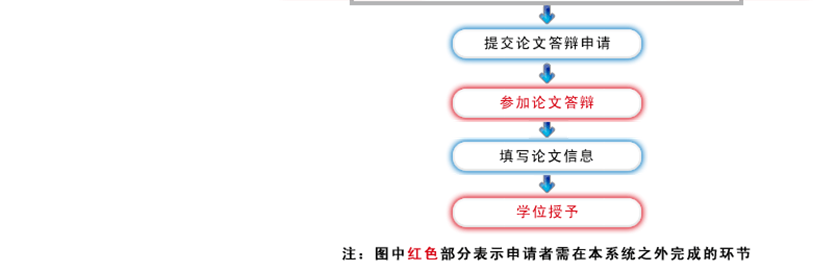 提交论文答辩申请
参加论文答辩
填写论文信息
学位授予
注：图中红色部分表示申请者需在本系统之外完成的环节